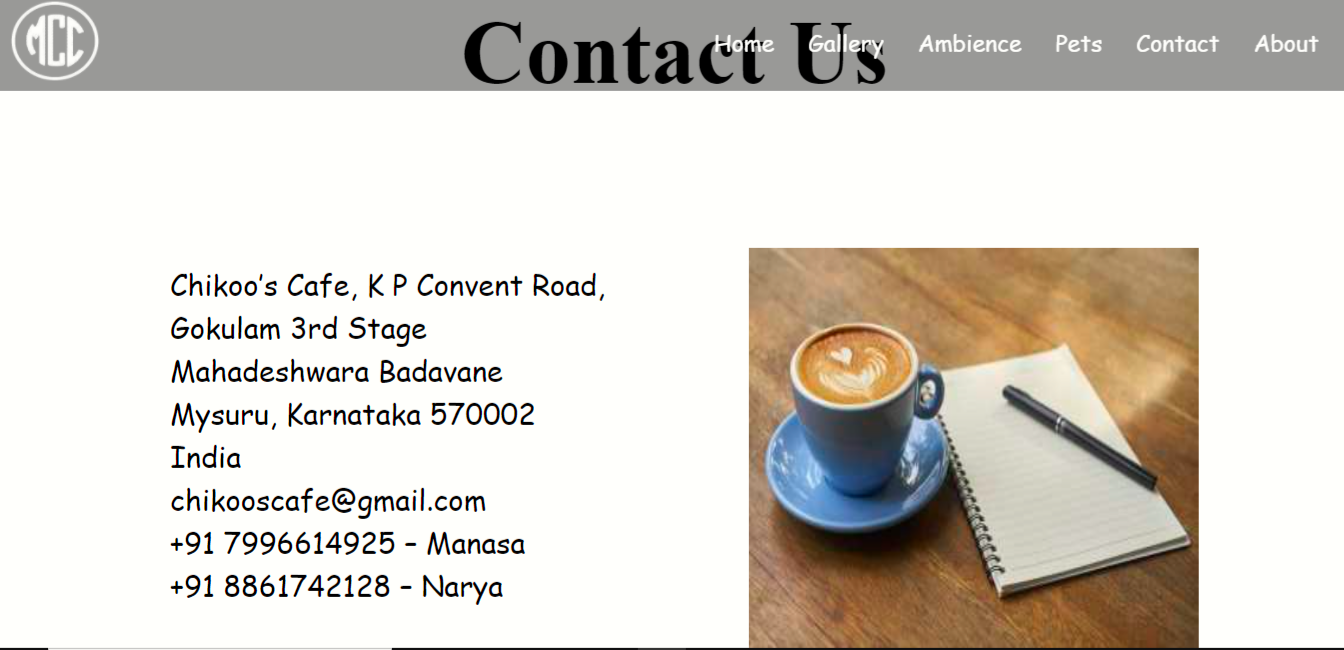 MCC
Contact Us
Home Gallery Ambience Pets Contact About
Chikoo's Cafe, K P Convent Road,
Gokulam 3rd Stage
Mahadeshwara Badavane
Mysuru, Karnataka 570002
India
chikooscafe@gmail.com
+91 7996614925 – Manasa
+91 8861742128 – Narya